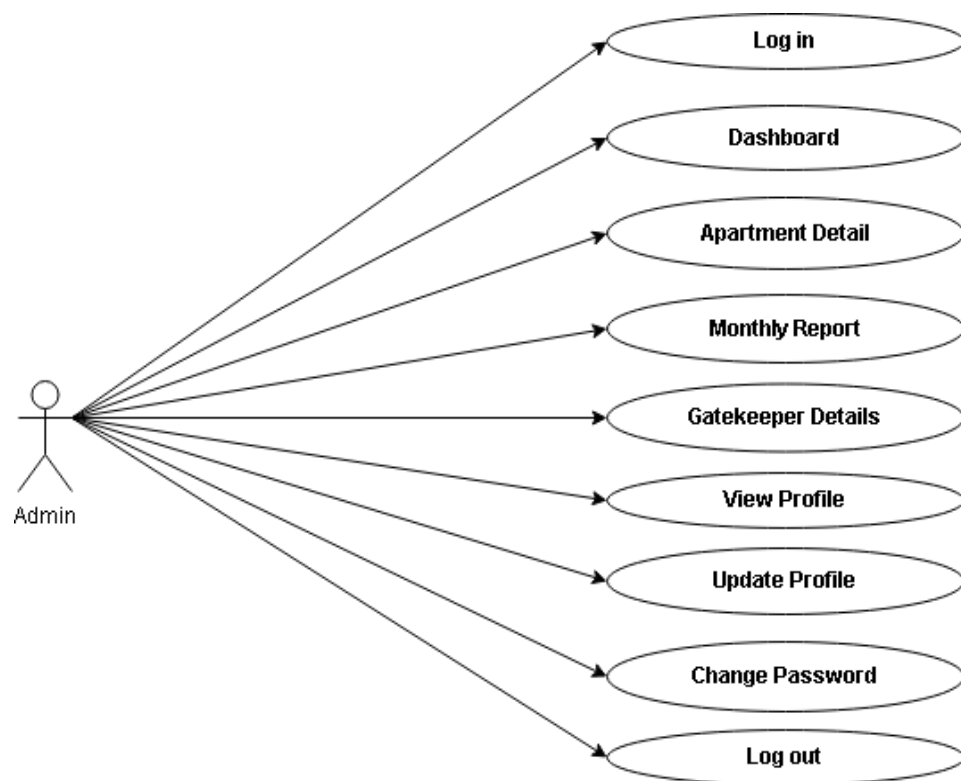 Log in
Dashboard
Apartment Detail
Monthly Report
Gatekeeper Details
Admin
View Profile
Update Profile
Change Password
Log out